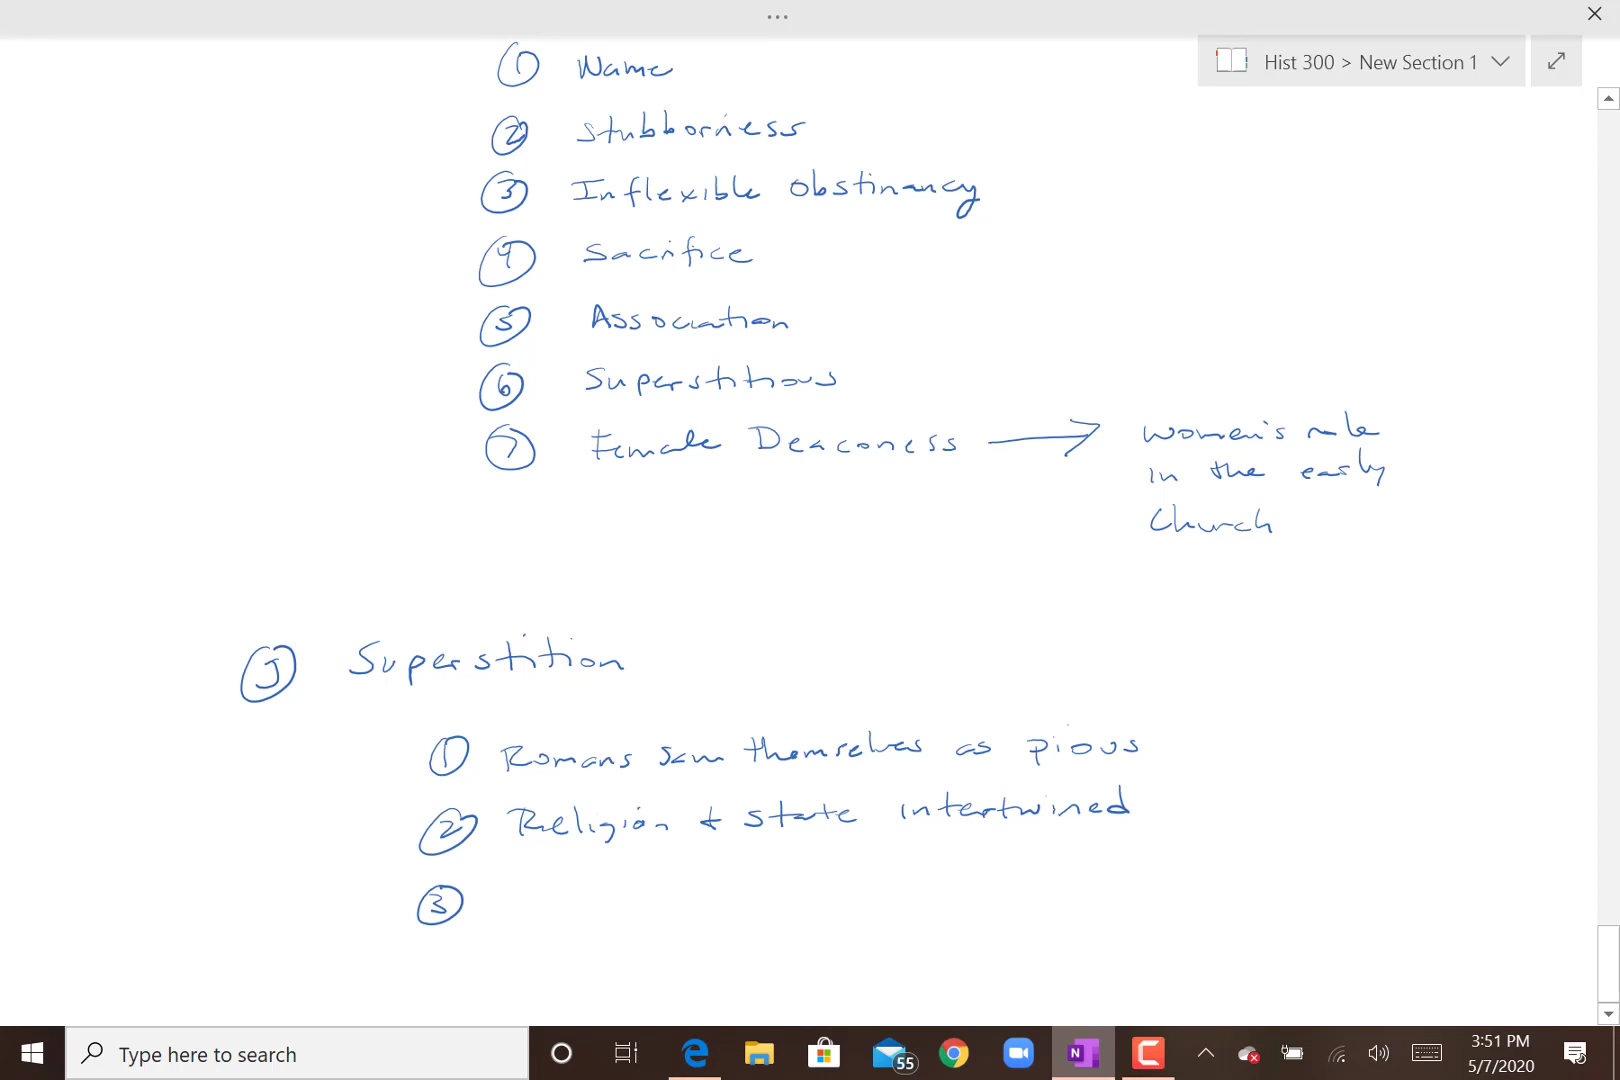 Hist 300 > New Section 1
① Name
② Stubborness
③ Inflexible Obstinancy
④ Sacrifice
⑤ Association
⑥ Superstitious
⑦ Female Deaconess → women's role
in the early
Church
Ⓙ Superstition
① Romans saw themselves as pious
② Religion + state intertwined
③
Type here to search
55
3:51 PM
5/7/2020